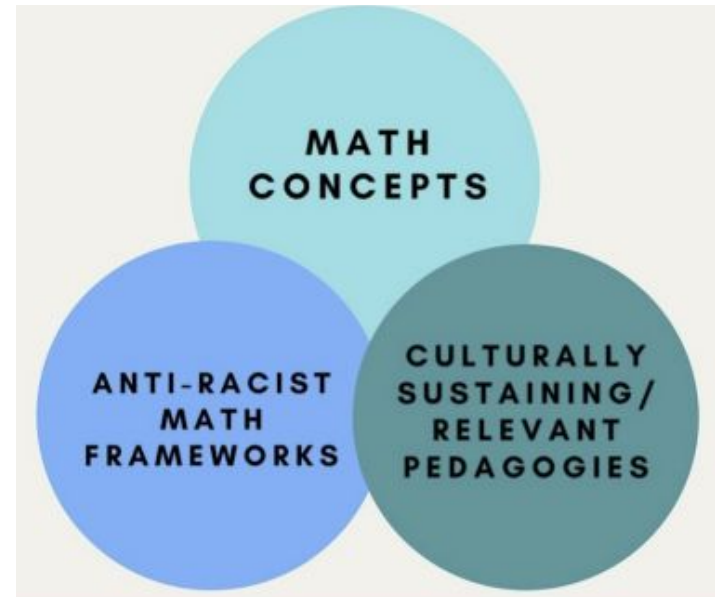 MATH
CONCEPTS
ANTI-RACIST
MATH
FRAMEWORKS
CULTURALLY
SUSTAINING/
RELEVANT
PEDAGOGIES